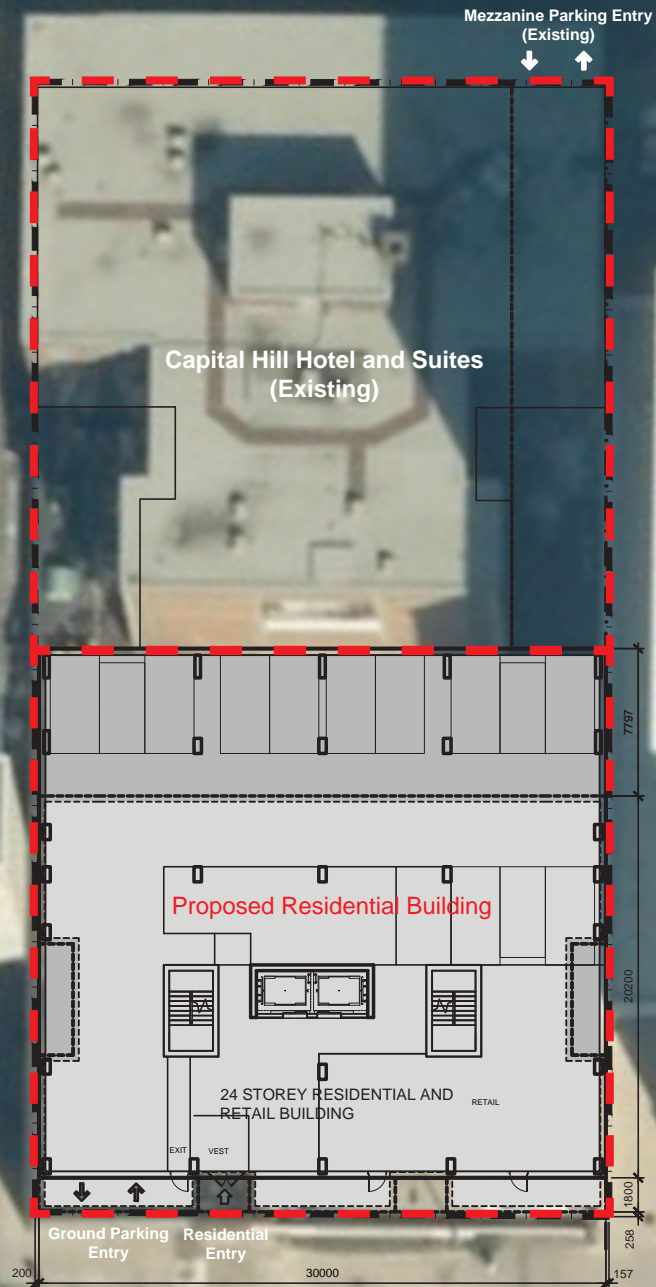 Mezzanine Parking Entry
(Existing)
Capital Hill Hotel and Suites
(Existing)
7797
Proposed Residential Building
20200
24 STOREY RESIDENTIAL AND
RETAIL BUILDING
RETAIL
EXIT
VEST
1800
Ground Parking
Entry
Residential
Entry
258
200
30000
157